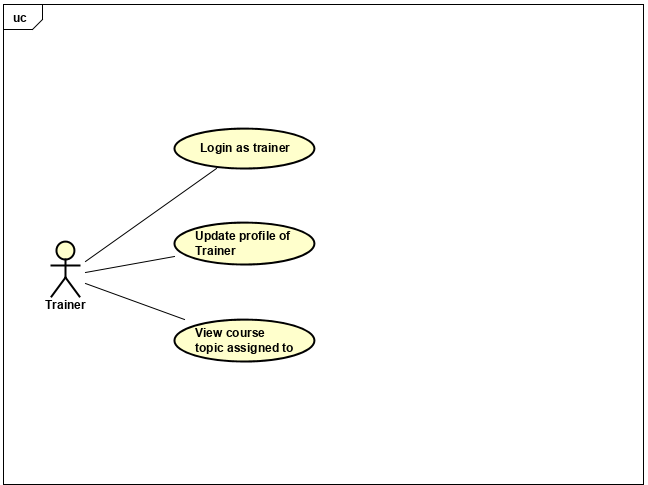 uc
Login as trainer
Update profile of
Trainer
Trainer
View course
topic assigned to